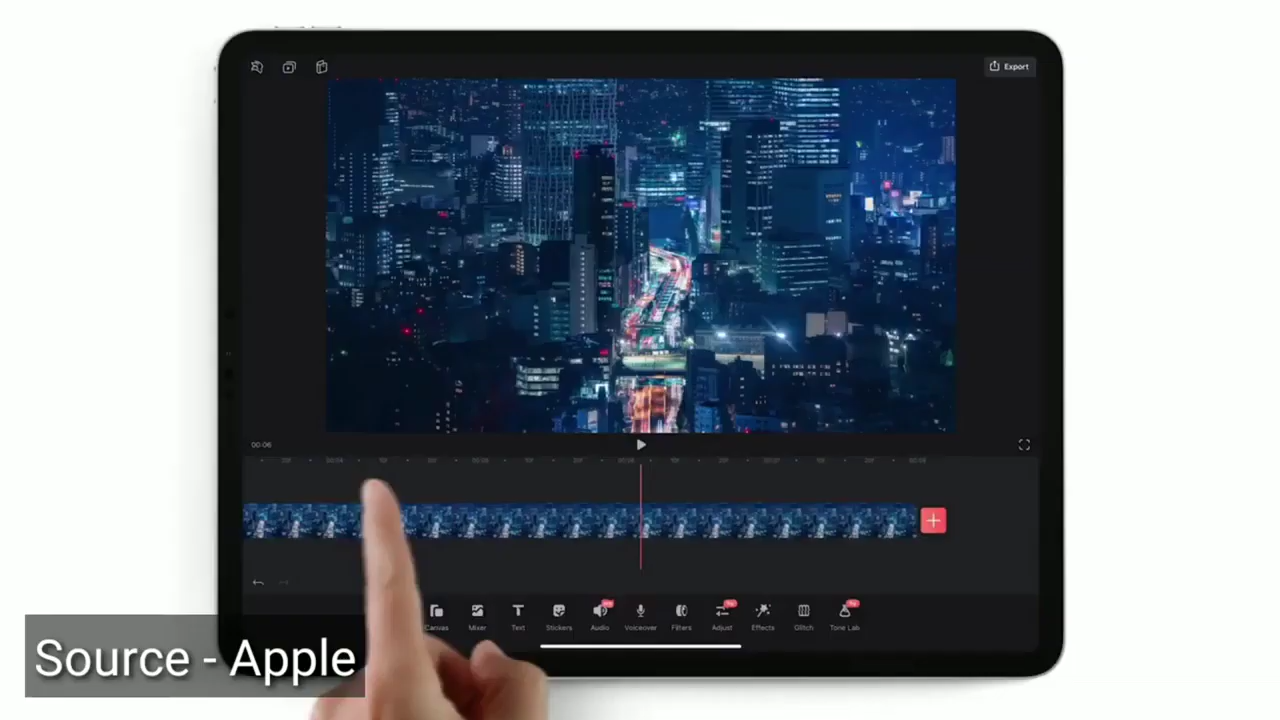 Export
00:06
Canvas
Mixer
Text
Stickers
Audio
Voiceover
Filters
Adjust
Effects
Glitch
Tone Lab
Source - Apple